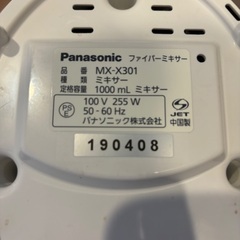 Panasonic ファイバーミキサー
品 番 MX-X301
種 類 ミキサー
定格容量 1000 mL ミキサー
PS E
100 V 255 W
50 - 60 Hz
パナソニック株式会社
JET
中国製
190408